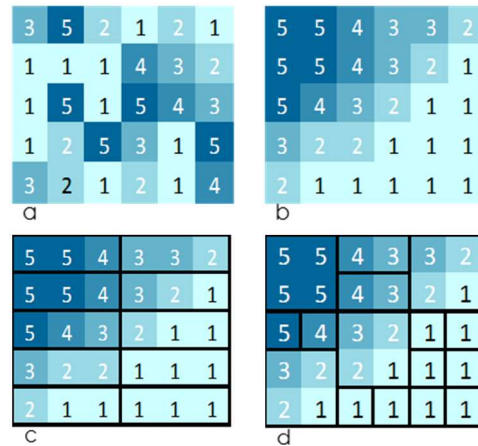 3 5 2 1 2 1
1 1 1 4 3 2
1 5 1 5 4 3
1 2 5 3 1 5
3 2 1 2 1 4
a
5 5 4 3 3 2
5 5 4 3 2 1
5 4 3 2 1 1
3 2 2 1 1 1
2 1 1 1 1 1
b
5 5 4 3 3 2
5 5 4 3 2 1
5 4 3 2 1 1
3 2 2 1 1 1
2 1 1 1 1 1
c
5 5 4 3 3 2
5 5 4 3 2 1
5 4 3 2 1 1
3 2 2 1 1 1
2 1 1 1 1 1
d